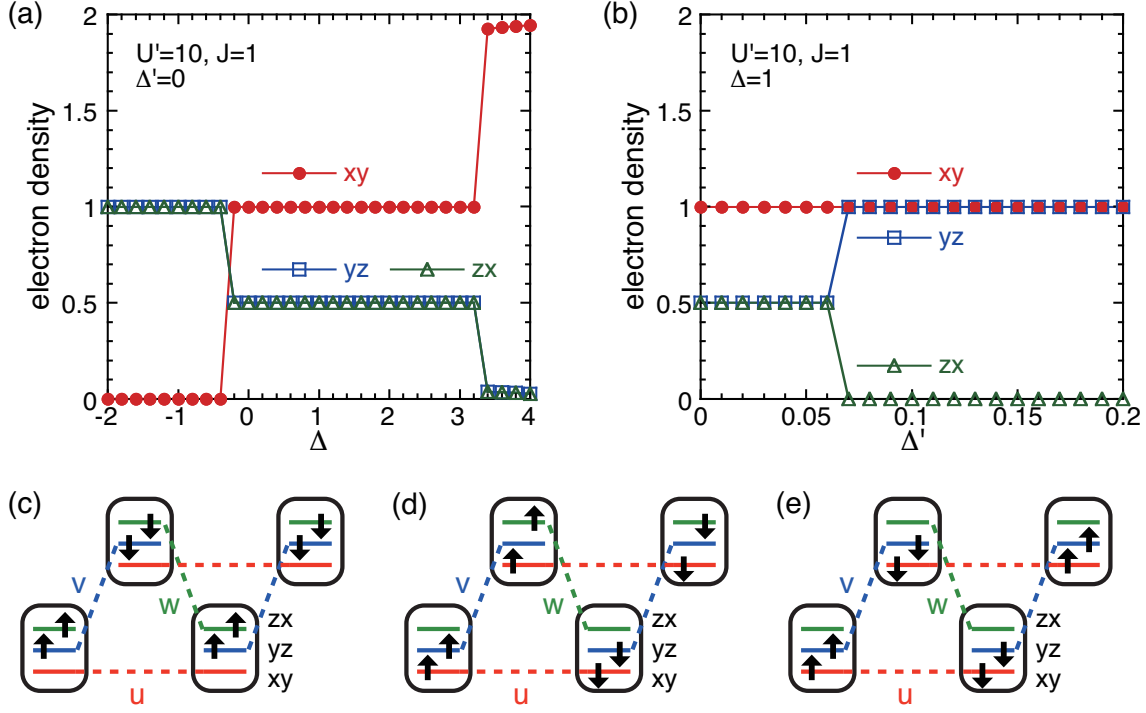 (a)
2
1.5
1
0.5
0
electron density
U'=10, J=1
Δ'=0
xy
yz
zx
-2
-1
0
1
2
3
4
Δ
(b)
2
1.5
1
0.5
0
electron density
U'=10, J=1
Δ=1
xy
yz
zx
0
0.05
0.1
0.15
0.2
Δ'
(c)
v
w
zx
yz
xy
u
(d)
v
w
zx
yz
xy
u
(e)
v
w
zx
yz
xy
u